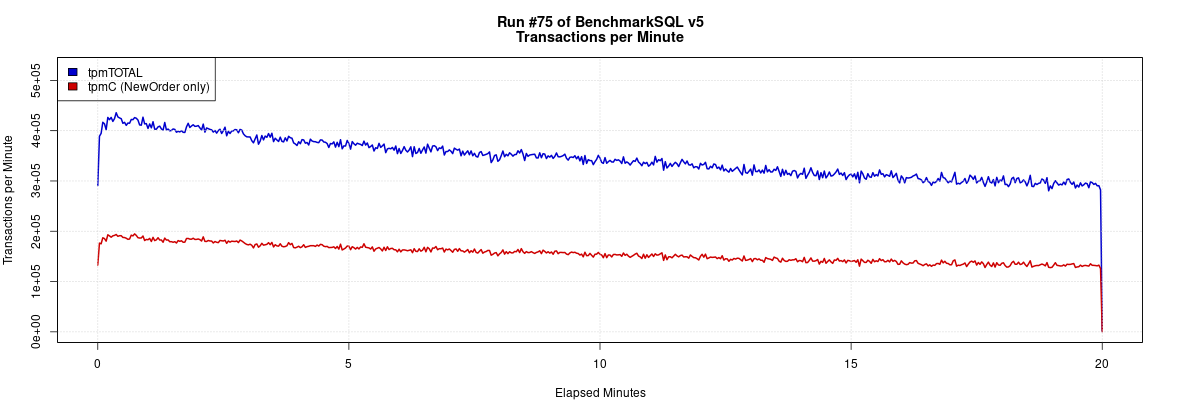 Run #75 of BenchmarkSQL v5
Transactions per Minute
tpmTOTAL
tpmC (NewOrder only)
Transactions per Minute
5e+05
4e+05
3e+05
2e+05
1e+05
0e+00
0 5 10 15 20
Elapsed Minutes